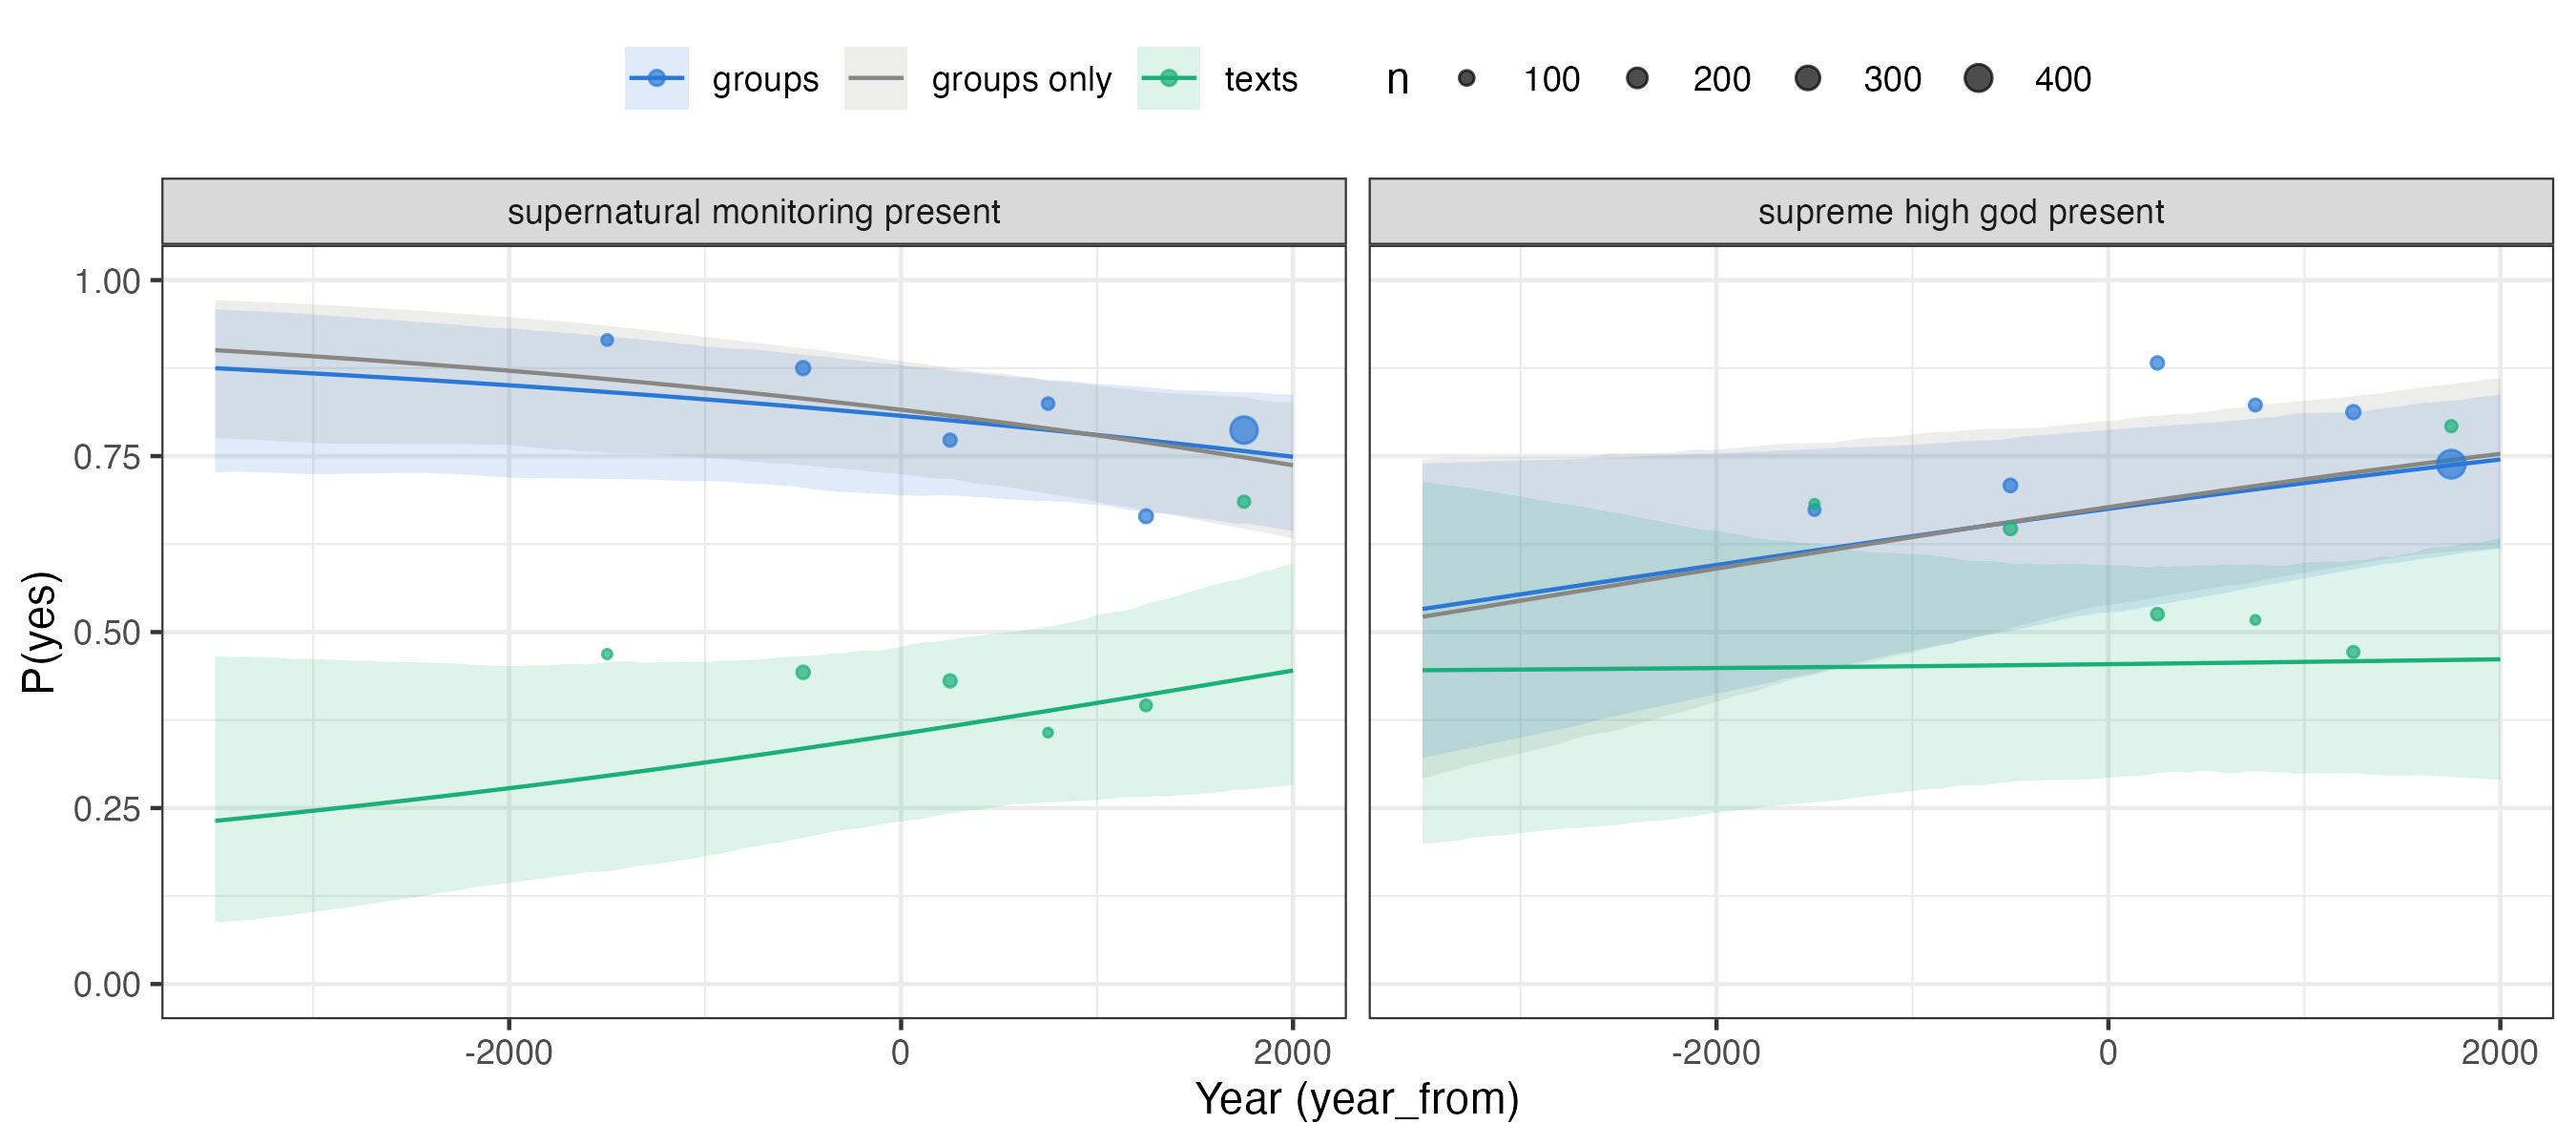 groups groups only texts n 100 200 300 400
supernatural monitoring present supreme high god present
1.00
0.75
0.50
0.25
0.00
P(yes)
-2000 0 2000 -2000 0 2000
Year (year_from)